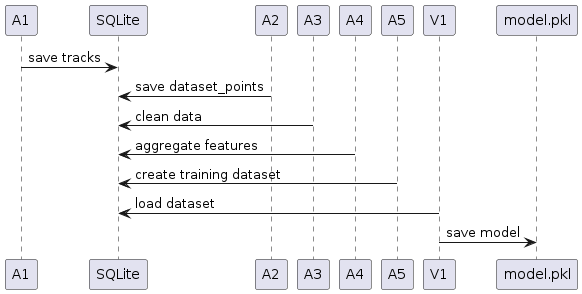 A1 SQLite A2 A3 A4 A5 V1 model.pkl
save tracks
save dataset_points
clean data
aggregate features
create training dataset
load dataset
save model
A1 SQLite A2 A3 A4 A5 V1 model.pkl